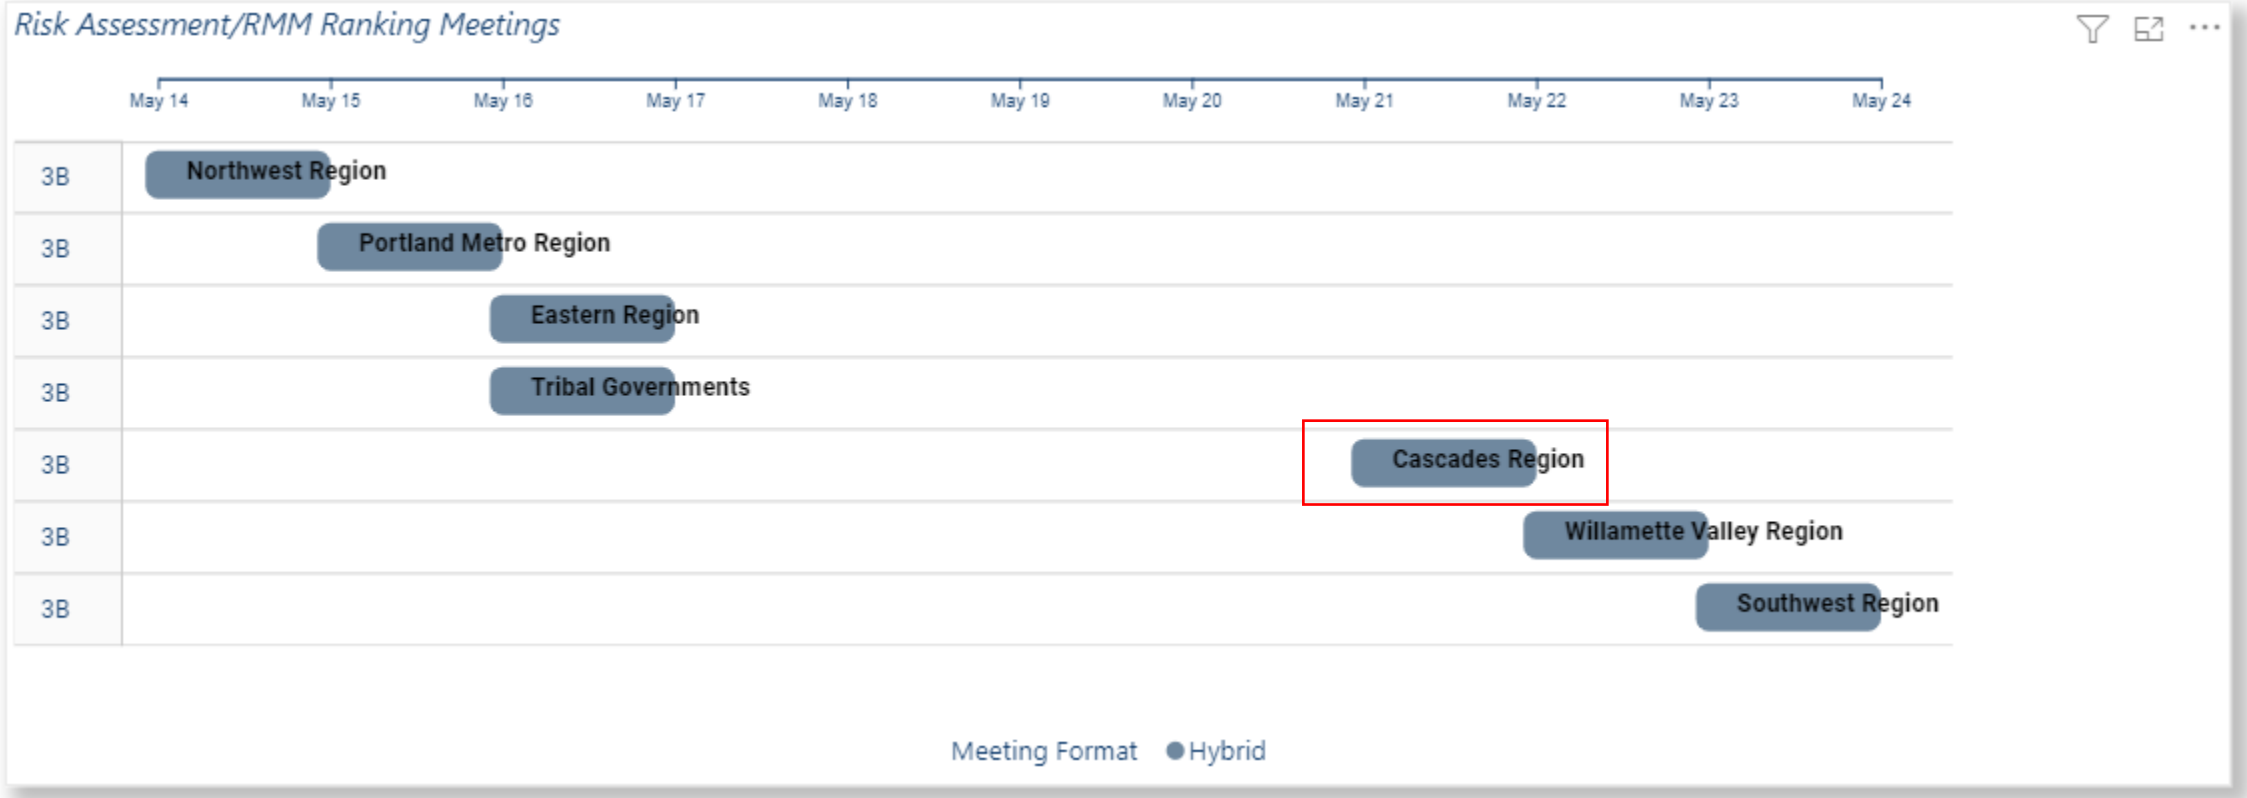 Risk Assessment/RMM Ranking Meetings
May 14 May 15 May 16 May 17 May 18 May 19 May 20 May 21 May 22 May 23 May 24
3B Northwest Region
3B Portland Metro Region
3B Eastern Region
3B Tribal Governments
3B Cascades Region
3B Willamette Valley Region
3B Southwest Region
Meeting Format Hybrid